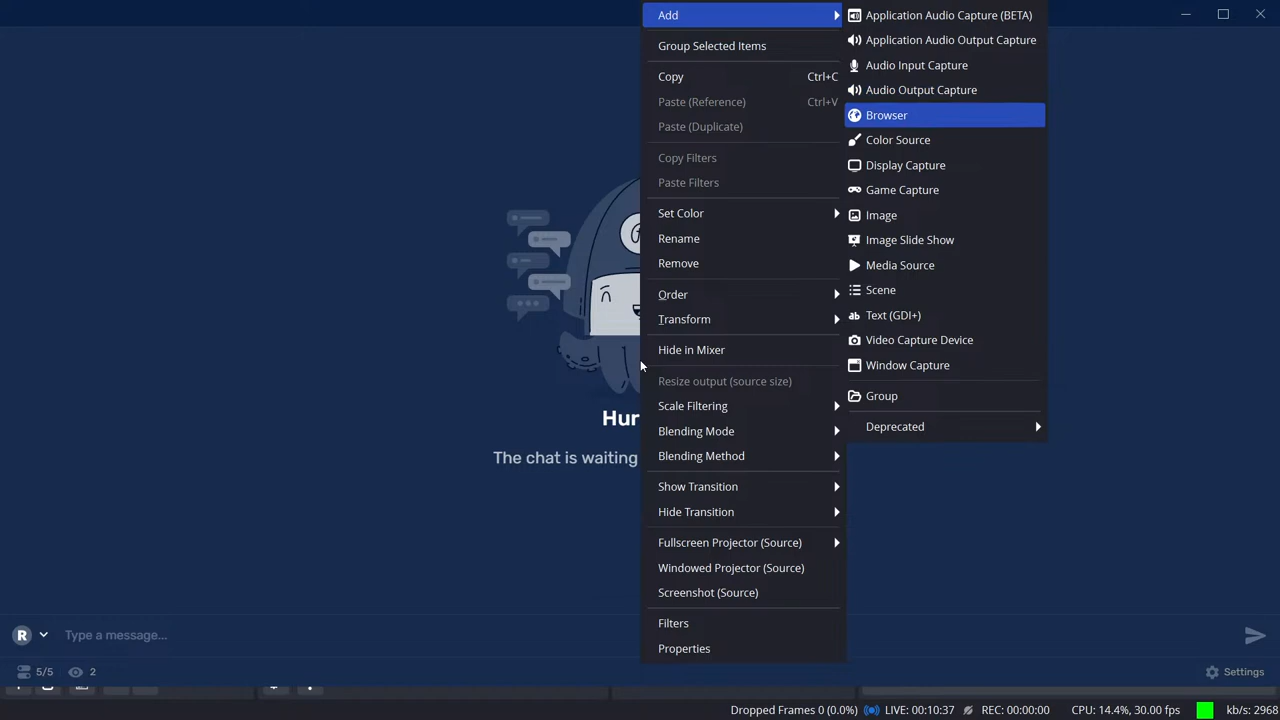 Add
Group Selected Items
Copy Ctrl+C
Paste (Reference) Ctrl+V
Paste (Duplicate)
Copy Filters
Paste Filters
Set Color
Rename
Remove
Order
Transform
Hide in Mixer
Resize output (source size)
Scale Filtering
Blending Mode
Blending Method
Show Transition
Hide Transition
Fullscreen Projector (Source)
Windowed Projector (Source)
Screenshot (Source)
Filters
Properties
Application Audio Capture (BETA)
Application Audio Output Capture
Audio Input Capture
Audio Output Capture
Browser
Color Source
Display Capture
Game Capture
Image
Image Slide Show
Media Source
Scene
ab Text (GDI+)
Video Capture Device
Window Capture
Group
Deprecated
The chat is waiting
R Type a message...
5/5 2 Settings
Dropped Frames 0 (0.0%) LIVE: 00:10:37 REC: 00:00:00 CPU: 14.4%, 30.00 fps kb/s: 2968